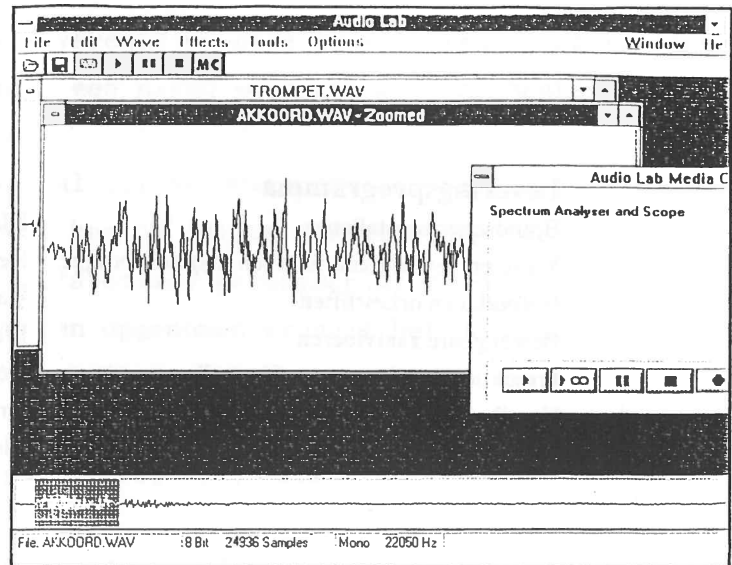 Audio Lab
File Edit Wave Effects Tools Options Window He
MC
TROMPET.WAV
AKKOORD.WAV - Zoomed
Audio Lab Media C
Spectrum Analyser and Scope
File. AKKOORD.WAV :8 Bit 24936 Samples Mono 22050 Hz